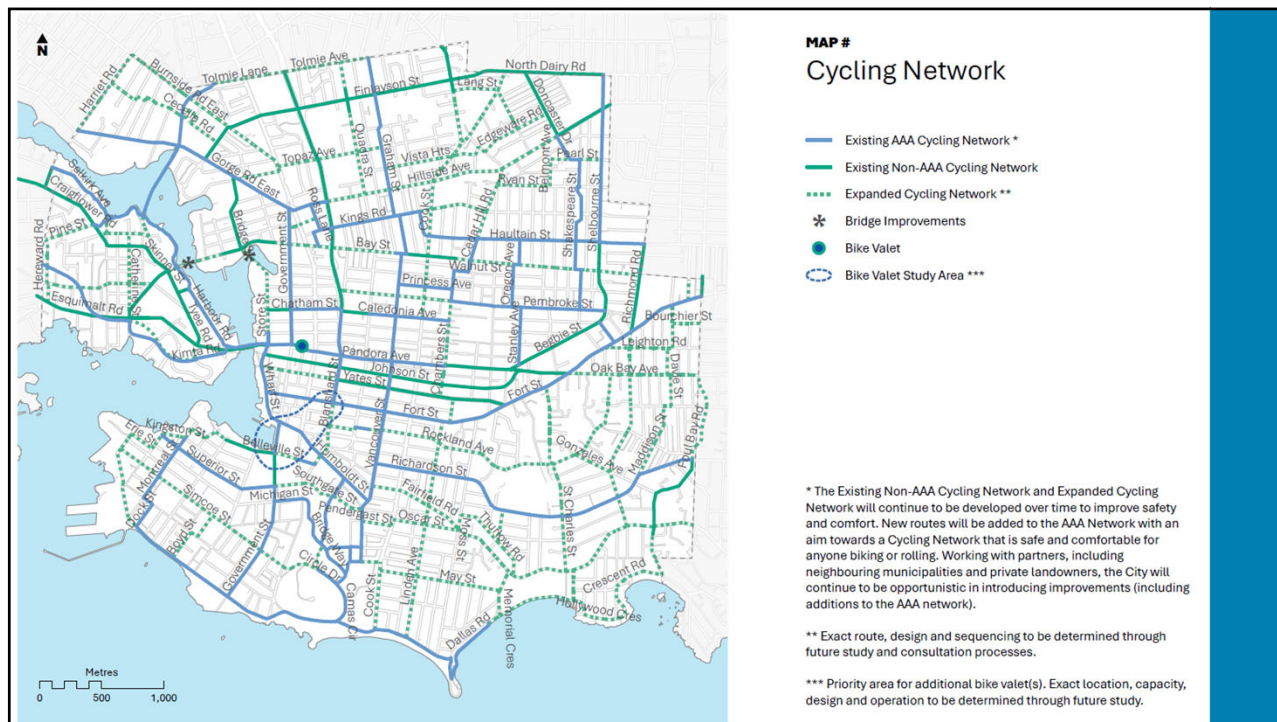 MAP #
Cycling Network
Existing AAA Cycling Network *
Existing Non-AAA Cycling Network
Expanded Cycling Network **
Bridge Improvements
Bike Valet
Bike Valet Study Area ***
* The Existing Non-AAA Cycling Network and Expanded Cycling
Network will continue to be developed over time to improve safety
and comfort. New routes will be added to the AAA Network with an
aim towards a Cycling Network that is safe and comfortable for
anyone biking or rolling. Working with partners, including
neighbouring municipalities and private landowners, the City will
continue to be opportunistic in introducing improvements (including
additions to the AAA network).
** Exact route, design and sequencing to be determined through
future study and consultation processes.
*** Priority area for additional bike valet(s). Exact location, capacity,
design and operation to be determined through future study.
N
Harriet Rd
Burnside Rd East
Cecelia Rd
Tolmie Lane
Tolmie Ave
Finlayson St
North Dairy Rd
Lang St
Doncaster Dr
Edgeware Rd
Quadra St
Graham St
Topaz Ave
Vista Hts
Hillside Ave
Belmont Ave
Pearl St
Ryan St
Gorge Rd East
Selkirk Ave
Craigflower Rd
Pine St
Hereward Rd
Catherine St
Skinner St
Esquimalt Rd
Tyee Rd
Harbour Rd
Kimta Rd
Bridge St
Government St
Ross Lane
Kings Rd
Cook St
Cedar Hill Rd
Haultain St
Shakespeare St
Shelbourne St
Bay St
Walnut St
Oregon Ave
Princess Ave
Richmond Rd
Store St
Chatham St
Caledonia Ave
Pembroke St
Stanley Ave
Begbie St
Bourchier St
Leighton Rd
Pandora Ave
Johnson St
Chambers St
Yates St
Oak Bay Ave
Davie St
Wharf St
Blanshard St
Fort St
Fort St
Vancouver St
Rockland Ave
Gonzales Ave
Maddison St
Foul Bay Rd
Kingston St
Erie St
Belleville St
Humboldt St
Richardson St
Montreal St
Superior St
Michigan St
Southgate St
Pendergast St
Fairfield Rd
Oscar St
Moss St
Thurlow Rd
St Charles St
Dock St
Simcoe St
Boyd St
Government St
Bridge Way
Circle Dr
Camas Cir
Cook St
Linden Ave
May St
Memorial Cres
Crescent Rd
Hollywood Cres
Dallas Rd
Metres
0 500 1,000